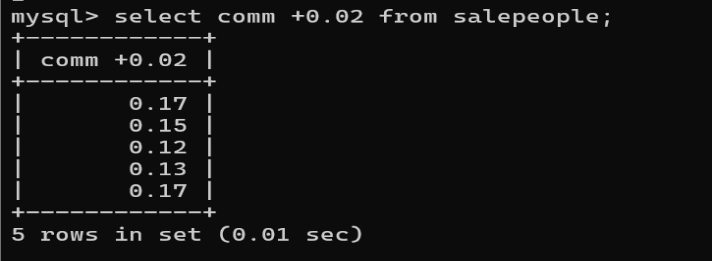 mysql> select comm +0.02 from salepeople;
+------------+
| comm +0.02 |
+------------+
|       0.17 |
|       0.15 |
|       0.12 |
|       0.13 |
|       0.17 |
+------------+
5 rows in set (0.01 sec)